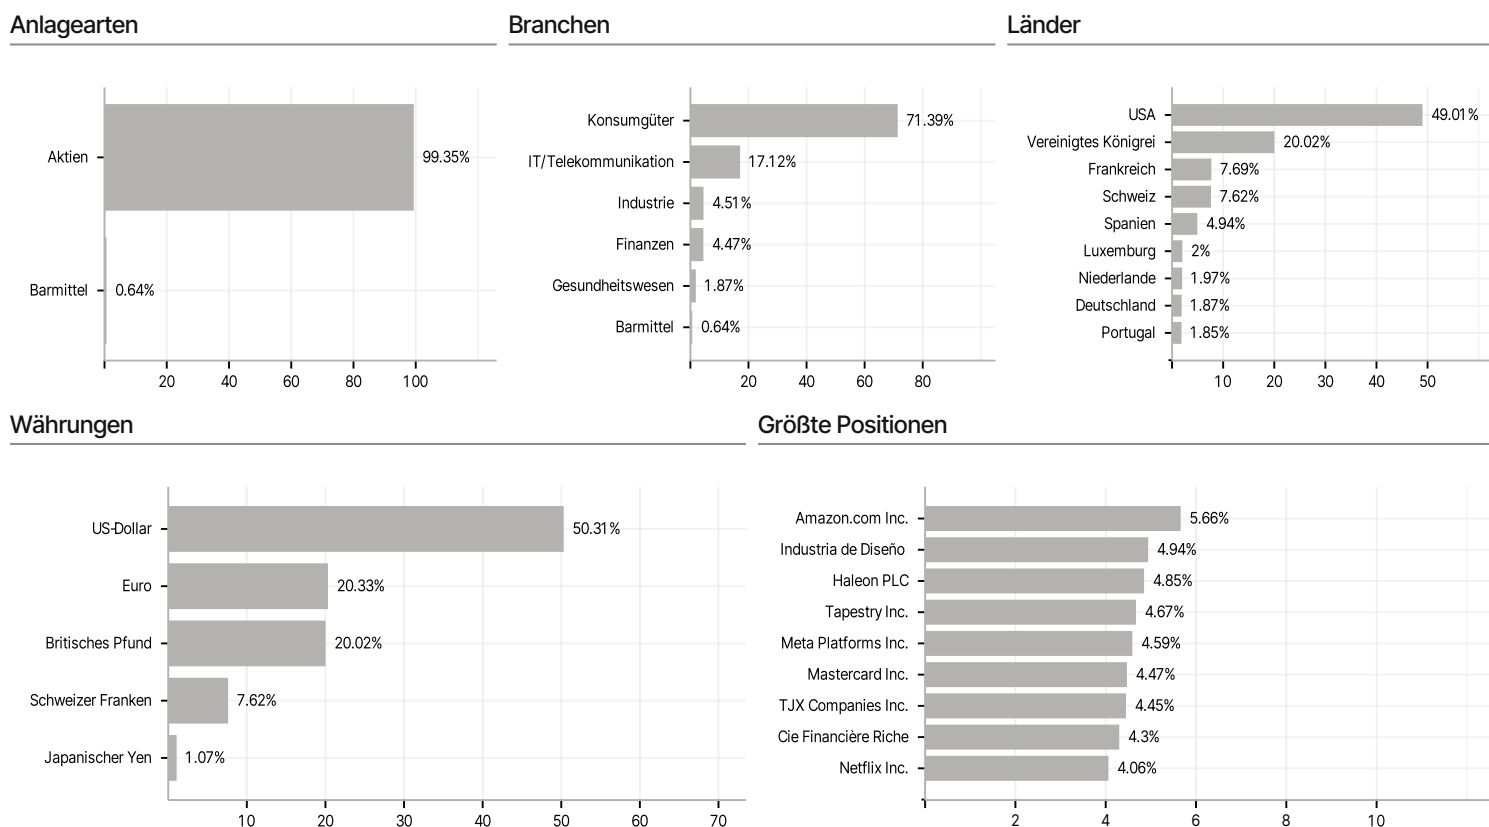 Anlagearten
Aktien 99.35%
Barmittel 0.64%
20 40 60 80 100
Branchen
Konsumgüter 71.39%
IT/Telekommunikation 17.12%
Industrie 4.51%
Finanzen 4.47%
Gesundheitswesen 1.87%
Barmittel 0.64%
20 40 60 80
Länder
USA 49.01%
Vereinigtes Königrei 20.02%
Frankreich 7.69%
Schweiz 7.62%
Spanien 4.94%
Luxemburg 2%
Niederlande 1.97%
Deutschland 1.87%
Portugal 1.85%
10 20 30 40 50
Währungen
US-Dollar 50.31%
Euro 20.33%
Britisches Pfund 20.02%
Schweizer Franken 7.62%
Japanischer Yen 1.07%
10 20 30 40 50 60 70
Größte Positionen
Amazon.com Inc. 5.66%
Industria de Diseño 4.94%
Haleon PLC 4.85%
Tapestry Inc. 4.67%
Meta Platforms Inc. 4.59%
Mastercard Inc. 4.47%
TJX Companies Inc. 4.45%
Cie Financière Riche 4.3%
Netflix Inc. 4.06%
2 4 6 8 10